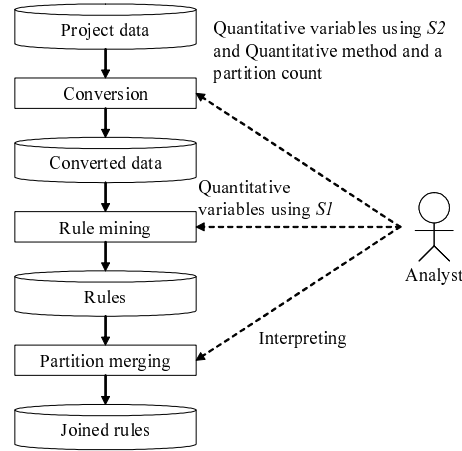 Project data
Quantitative variables using S2
and Quantitative method and a
partition count
Conversion
Converted data
Quantitative
variables using S1
Rule mining
Analyst
Rules
Interpreting
Partition merging
Joined rules